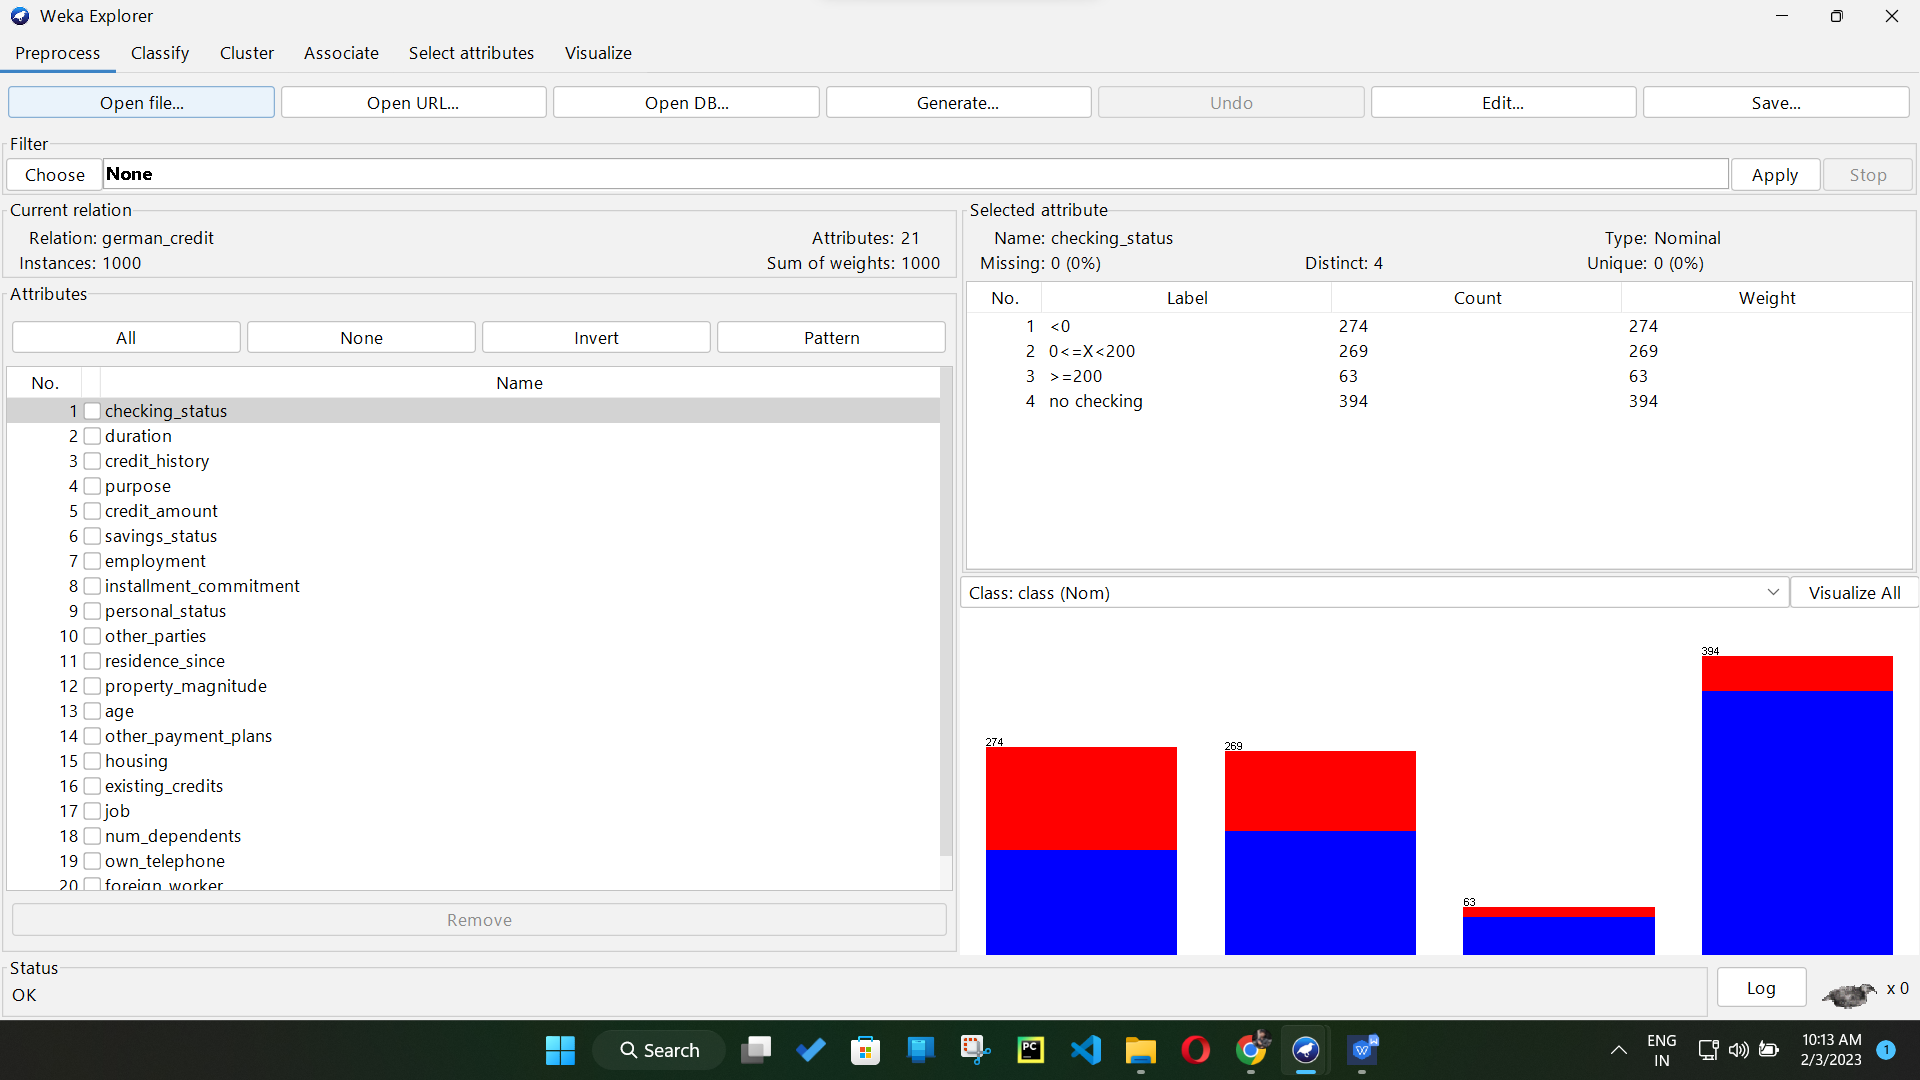 Weka Explorer
Preprocess Classify Cluster Associate Select attributes Visualize
Open file... Open URL... Open DB... Generate... Undo Edit... Save...
Filter
Choose None Apply Stop
Current relation
Relation: german_credit Attributes: 21
Instances: 1000 Sum of weights: 1000
Attributes
All None Invert Pattern
No. Name
1 checking_status
2 duration
3 credit_history
4 purpose
5 credit_amount
6 savings_status
7 employment
8 installment_commitment
9 personal_status
10 other_parties
11 residence_since
12 property_magnitude
13 age
14 other_payment_plans
15 housing
16 existing_credits
17 job
18 num_dependents
19 own_telephone
20 foreign_worker
Remove
Selected attribute
Name: checking_status Type: Nominal
Missing: 0 (0%) Distinct: 4 Unique: 0 (0%)
No. Label Count Weight
1 <0 274 274
2 0<=X<200 269 269
3 >=200 63 63
4 no checking 394 394
Class: class (Nom) Visualize All
394
274
269
63
Status
OK
Log x 0
Search
PC
W
ENG
IN
10:13 AM
2/3/2023
1